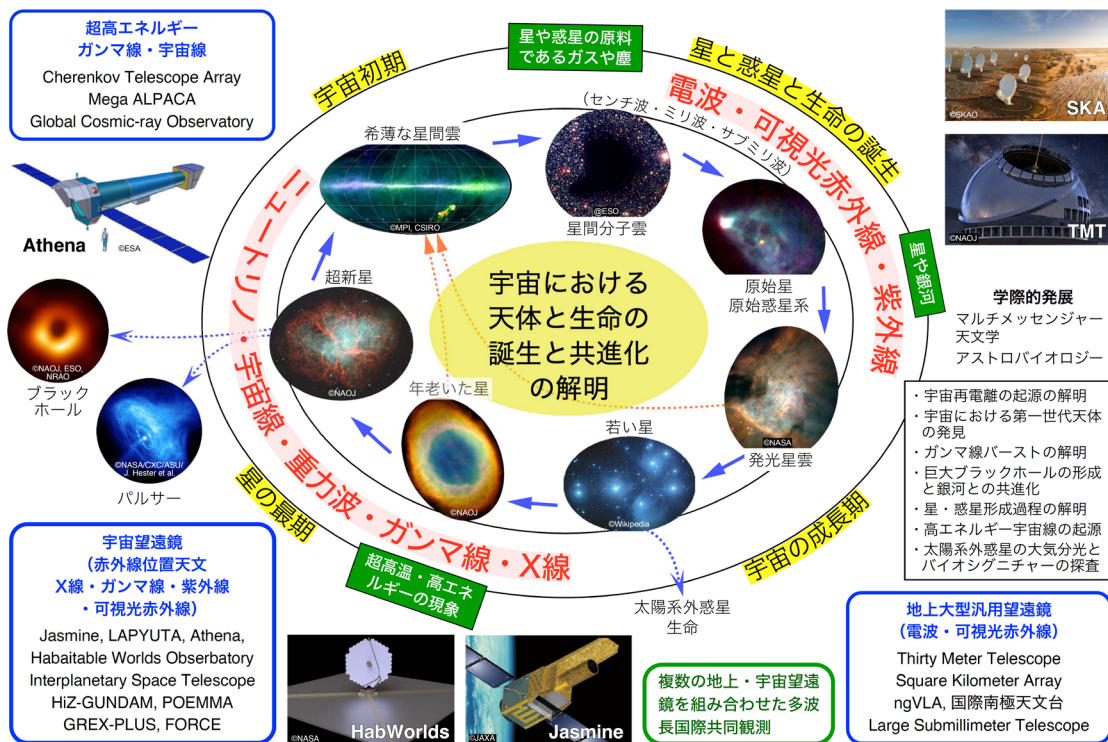 超高エネルギー
ガンマ線・宇宙線
Cherenkov Telescope Array
Mega ALPACA
Global Cosmic-ray Observatory
宇宙初期
星や惑星の原料
であるガスや塵
星と惑星と生命の誕生
電波・可視光赤外線・紫外線
(センチ波・ミリ波・サブミリ波)
©SKAO
SKA
©NAOJ
TMT
Athena
©ESA
希薄な星間雲
©MPI, CSIRO
@ESO
星間分子雲
原始星
原始惑星系
星や銀河
ニュートリノ・宇宙線・重力波・ガンマ線・X線
超新星
©NAOJ
宇宙における
天体と生命の
誕生と共進化
の解明
学際的発展
マルチメッセンジャー
天文学
アストロバイオロジー
©NAOJ, ESO,
NRAO
ブラック
ホール
©NASA/CXC/ASU/
J. Hester et al.
パルサー
年老いた星
©NAOJ
若い星
©Wikipedia
©NASA
発光星雲
・宇宙再電離の起源の解明
・宇宙における第一世代天体
の発見
・ガンマ線バーストの解明
・巨大ブラックホールの形成
と銀河との共進化
・星・惑星形成過程の解明
・高エネルギー宇宙線の起源
・太陽系外惑星の大気分光と
バイオシグニチャーの探査
星の最期
超高温・高エネ
ルギーの現象
宇宙の成長期
太陽系外惑星
生命
宇宙望遠鏡
(赤外線位置天文
X線・ガンマ線・紫外線
・可視光赤外線)
Jasmine, LAPYUTA, Athena,
Habaitable Worlds Obserbatory
Interplanetary Space Telescope
HiZ-GUNDAM, POEMMA
GREX-PLUS, FORCE
©NASA
HabWorlds
©JAXA
Jasmine
複数の地上・宇宙望遠
鏡を組み合わせた多波
長国際共同観測
地上大型汎用望遠鏡
(電波・可視光赤外線)
Thirty Meter Telescope
Square Kilometer Array
ngVLA, 国際南極天文台
Large Submillimeter Telescope